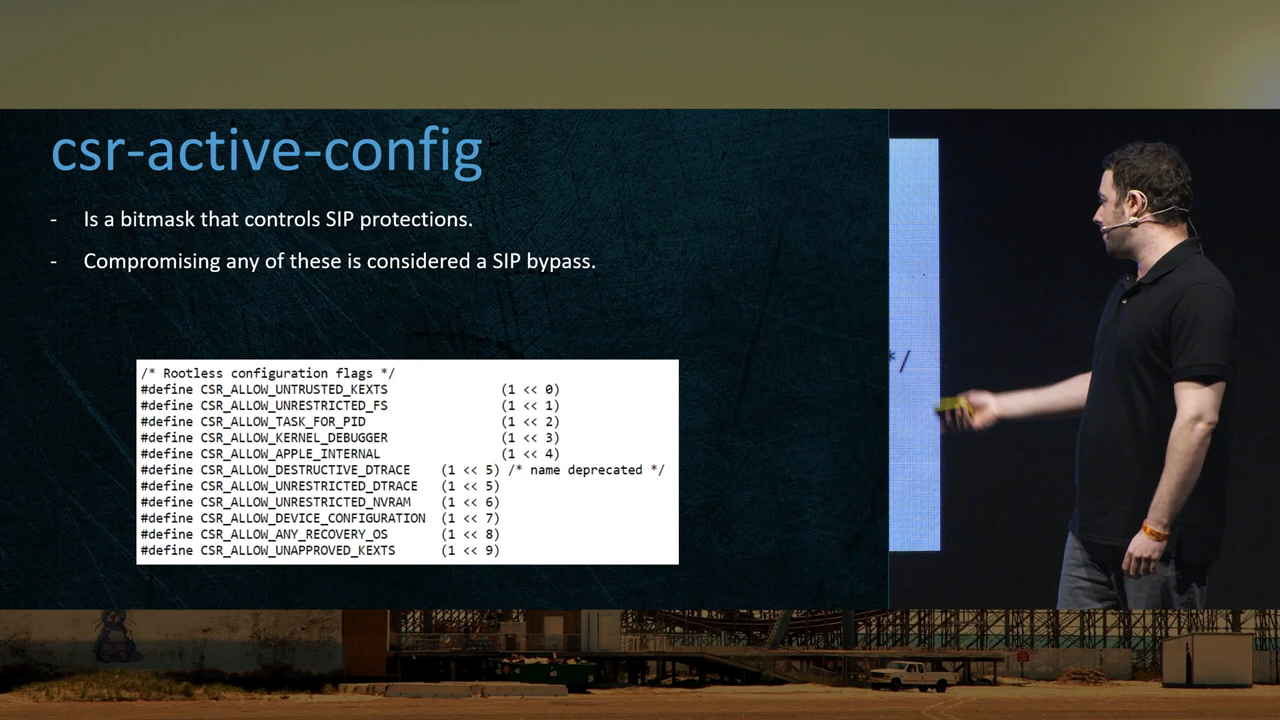 csr-active-config
- Is a bitmask that controls SIP protections.
- Compromising any of these is considered a SIP bypass.
/* Rootless configuration flags */
#define CSR_ALLOW_UNTRUSTED_KEXTS (1 << 0)
#define CSR_ALLOW_UNRESTRICTED_FS (1 << 1)
#define CSR_ALLOW_TASK_FOR_PID (1 << 2)
#define CSR_ALLOW_KERNEL_DEBUGGER (1 << 3)
#define CSR_ALLOW_APPLE_INTERNAL (1 << 4)
#define CSR_ALLOW_DESTRUCTIVE_DTRACE (1 << 5) /* name deprecated */
#define CSR_ALLOW_UNRESTRICTED_DTRACE (1 << 5)
#define CSR_ALLOW_UNRESTRICTED_NVRAM (1 << 6)
#define CSR_ALLOW_DEVICE_CONFIGURATION (1 << 7)
#define CSR_ALLOW_ANY_RECOVERY_OS (1 << 8)
#define CSR_ALLOW_UNAPPROVED_KEXTS (1 << 9)
*/